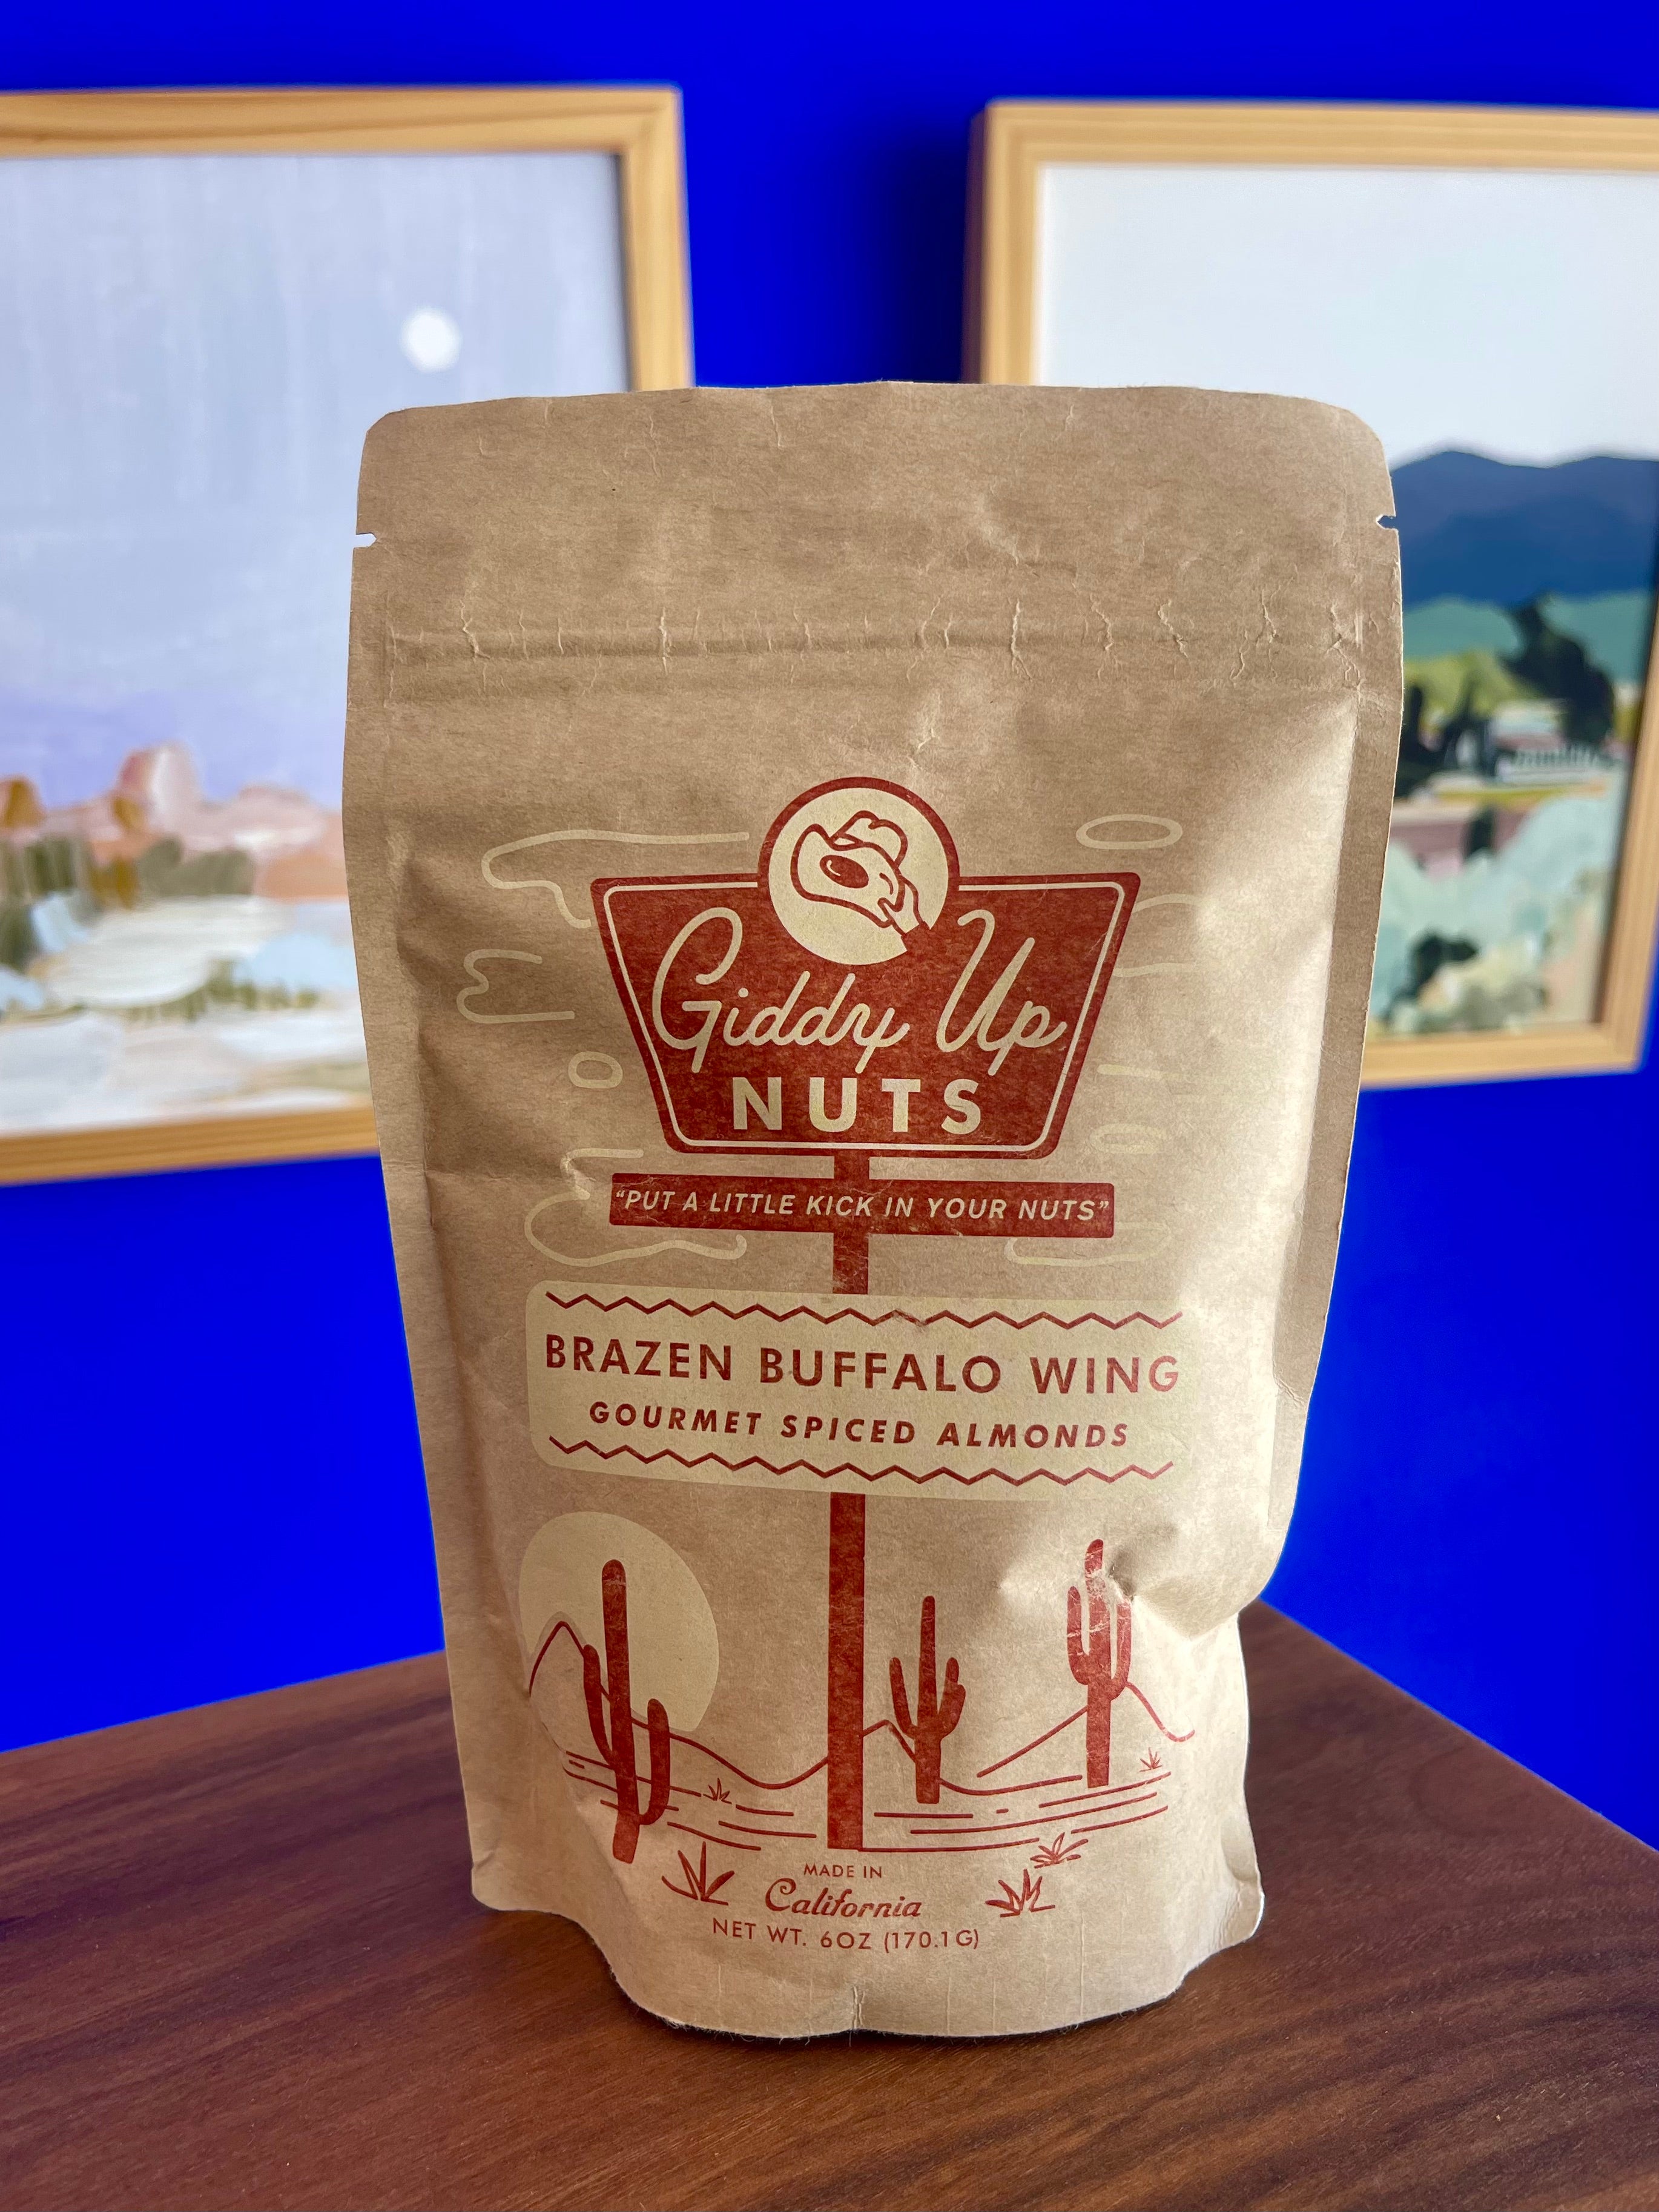 Giddy Up
NUTS
"PUT A LITTLE KICK IN YOUR NUTS"
BRAZEN BUFFALO WING
GOURMET SPICED ALMONDS
MADE IN
California
NET WT. 6OZ (170.1G)